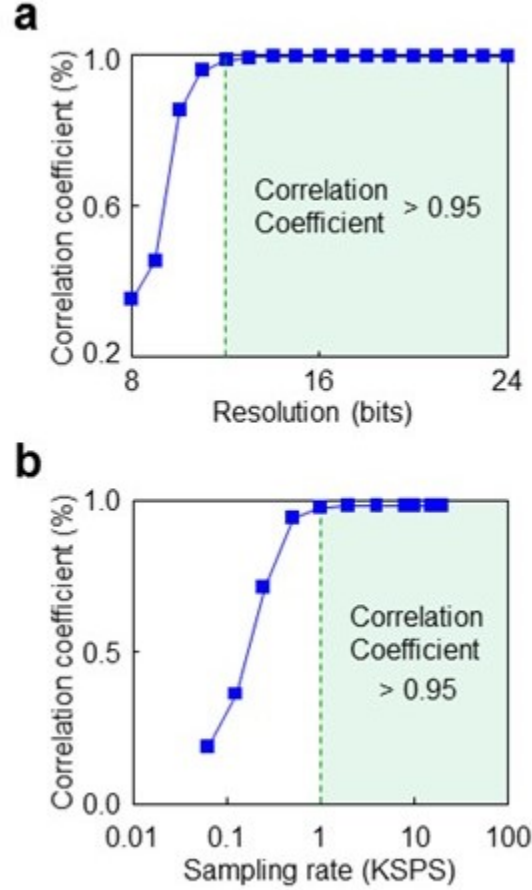 a
Correlation coefficient (%)
1.0
0.6
0.2
Correlation
Coefficient > 0.95
8 16 24
Resolution (bits)
b
Correlation coefficient (%)
1.0
0.5
0.0
Correlation
Coefficient
> 0.95
0.01 0.1 1 10 100
Sampling rate (KSPS)